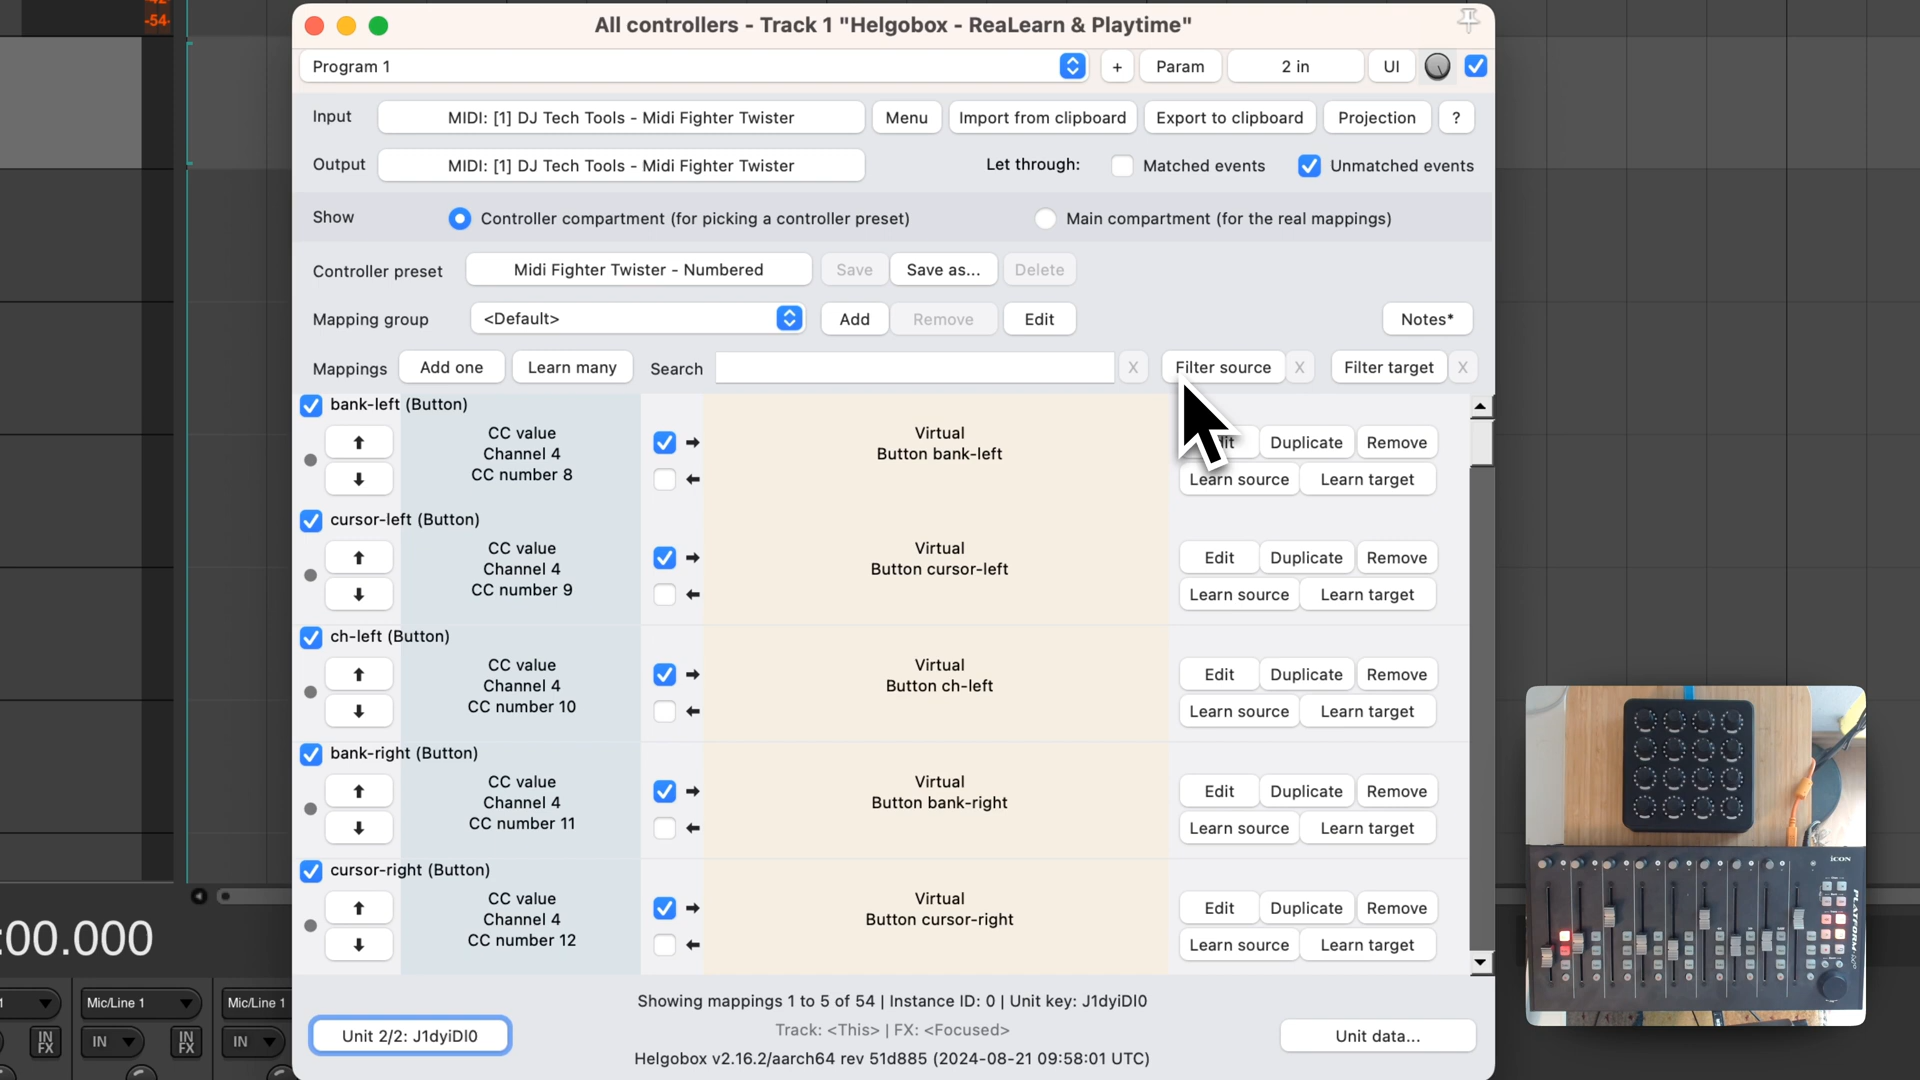 -42-
-54-
All controllers - Track 1 "Helgobox - ReaLearn & Playtime"
Program 1
+
Param
2 in
UI
Input
MIDI: [1] DJ Tech Tools - Midi Fighter Twister
Menu
Import from clipboard
Export to clipboard
Projection
?
Output
MIDI: [1] DJ Tech Tools - Midi Fighter Twister
Let through:
Matched events
Unmatched events
Show
Controller compartment (for picking a controller preset)
Main compartment (for the real mappings)
Controller preset
Midi Fighter Twister - Numbered
Save
Save as...
Delete
Mapping group
<Default>
Add
Remove
Edit
Notes*
Mappings
Add one
Learn many
Search
X
Filter source
X
Filter target
X
bank-left (Button)
CC value
Channel 4
CC number 8
Virtual
Button bank-left
Duplicate
Remove
Learn source
Learn target
cursor-left (Button)
CC value
Channel 4
CC number 9
Virtual
Button cursor-left
Edit
Duplicate
Remove
Learn source
Learn target
ch-left (Button)
CC value
Channel 4
CC number 10
Virtual
Button ch-left
Edit
Duplicate
Remove
Learn source
Learn target
bank-right (Button)
CC value
Channel 4
CC number 11
Virtual
Button bank-right
Edit
Duplicate
Remove
Learn source
Learn target
cursor-right (Button)
CC value
Channel 4
CC number 12
Virtual
Button cursor-right
Edit
Duplicate
Remove
Learn source
Learn target
Showing mappings 1 to 5 of 54 | Instance ID: 0 | Unit key: J1dyiDI0
Unit 2/2: J1dyiDI0
Track: <This> | FX: <Focused>
Unit data...
Helgobox v2.16.2/aarch64 rev 51d885 (2024-08-21 09:58:01 UTC)
:00.000
1
Mic/Line 1
Mic/Line 1
IN
FX
IN
IN
FX
IN
iCON
PLATFORM